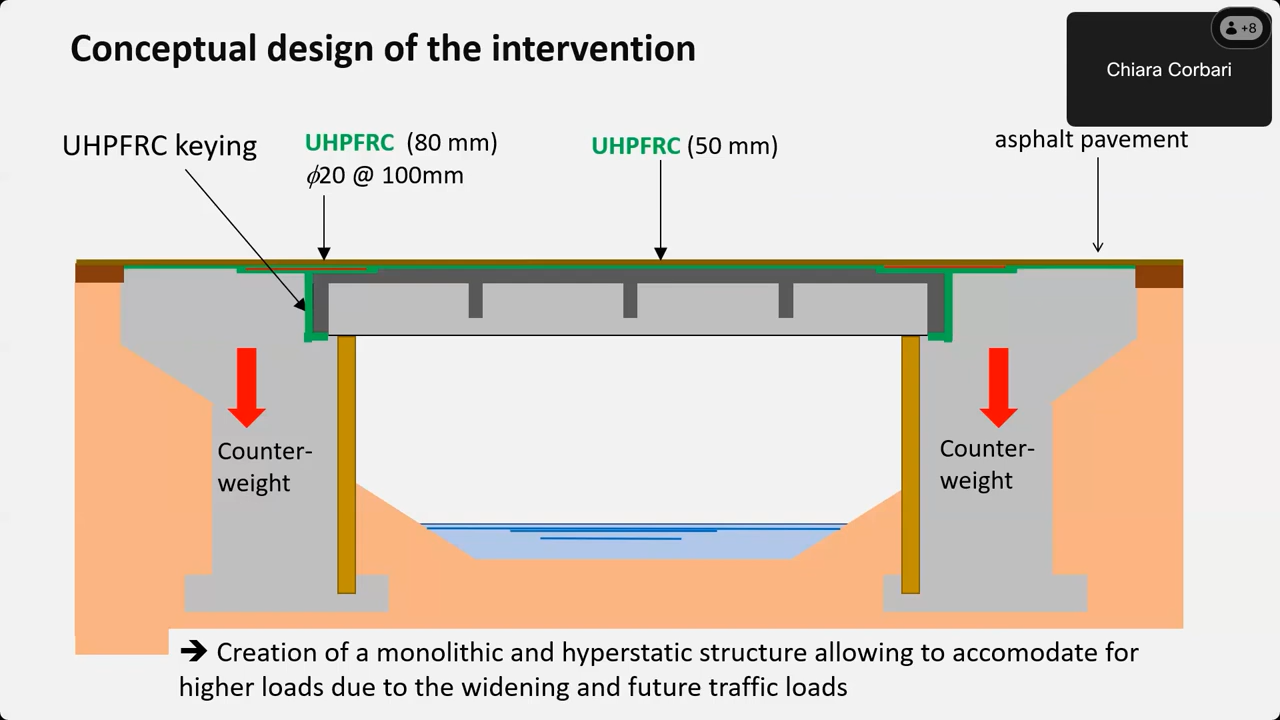 Conceptual design of the intervention
+8
Chiara Corbari
UHPFRC keying
UHPFRC (80 mm)
ϕ20 @ 100mm
UHPFRC (50 mm)
asphalt pavement
Counter-
weight
Counter-
weight
➔ Creation of a monolithic and hyperstatic structure allowing to accomodate for
higher loads due to the widening and future traffic loads